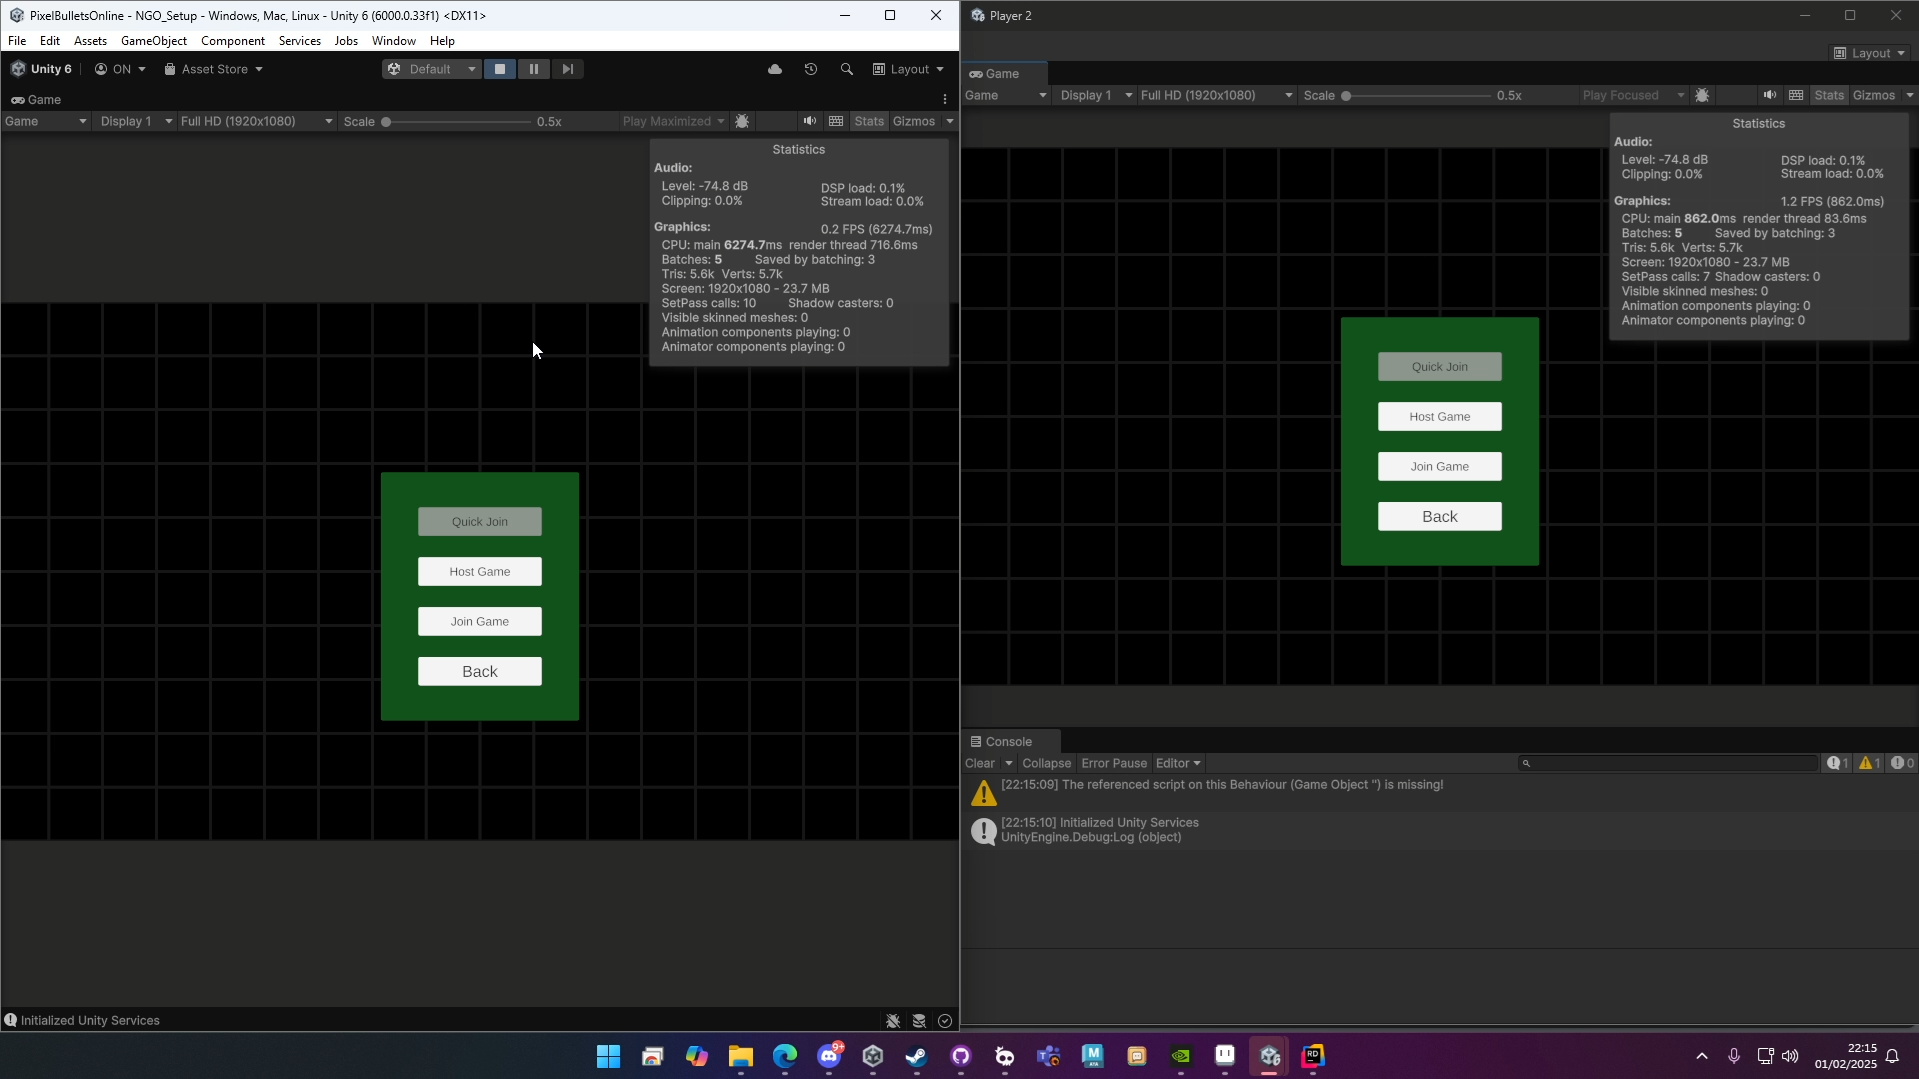 PixelBulletsOnline - NGO_Setup - Windows, Mac, Linux - Unity 6 (6000.0.33f1) <DX11>
File Edit Assets GameObject Component Services Jobs Window Help
Unity 6 ON Asset Store Default Layout
Game
Game Display 1 Full HD (1920x1080) Scale 0.5x Play Maximized Stats Gizmos
Statistics
Audio:
Level: -74.8 dB DSP load: 0.1%
Clipping: 0.0% Stream load: 0.0%
Graphics: 0.2 FPS (6274.7ms)
CPU: main 6274.7ms render thread 716.6ms
Batches: 5 Saved by batching: 3
Tris: 5.6k Verts: 5.7k
Screen: 1920x1080 - 23.7 MB
SetPass calls: 10 Shadow casters: 0
Visible skinned meshes: 0
Animation components playing: 0
Animator components playing: 0
Quick Join
Host Game
Join Game
Back
Initialized Unity Services
Player 2
Layout
Game
Game Display 1 Full HD (1920x1080) Scale 0.5x Play Focused Stats Gizmos
Statistics
Audio:
Level: -74.8 dB DSP load: 0.1%
Clipping: 0.0% Stream load: 0.0%
Graphics: 1.2 FPS (862.0ms)
CPU: main 862.0ms render thread 83.6ms
Batches: 5 Saved by batching: 3
Tris: 5.6k Verts: 5.7k
Screen: 1920x1080 - 23.7 MB
SetPass calls: 7 Shadow casters: 0
Visible skinned meshes: 0
Animation components playing: 0
Animator components playing: 0
Quick Join
Host Game
Join Game
Back
Console
Clear Collapse Error Pause Editor 1 1 0
[22:15:09] The referenced script on this Behaviour (Game Object '') is missing!
[22:15:10] Initialized Unity Services
UnityEngine.Debug:Log (object)
9+
M
RD
22:15
01/02/2025